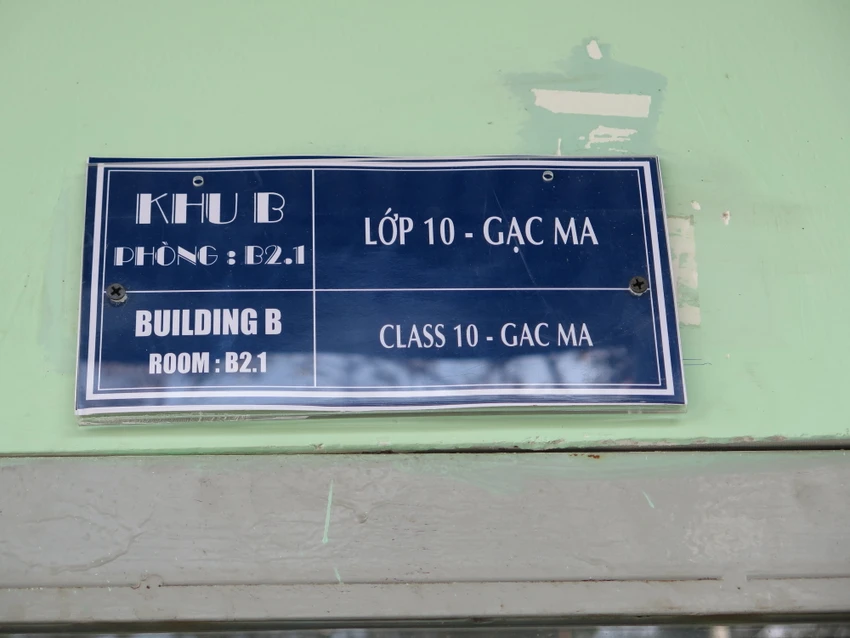 KHU B
PHÒNG : B2.1
LỚP 10 - GẠC MA
BUILDING B
ROOM : B2.1
CLASS 10 - GAC MA